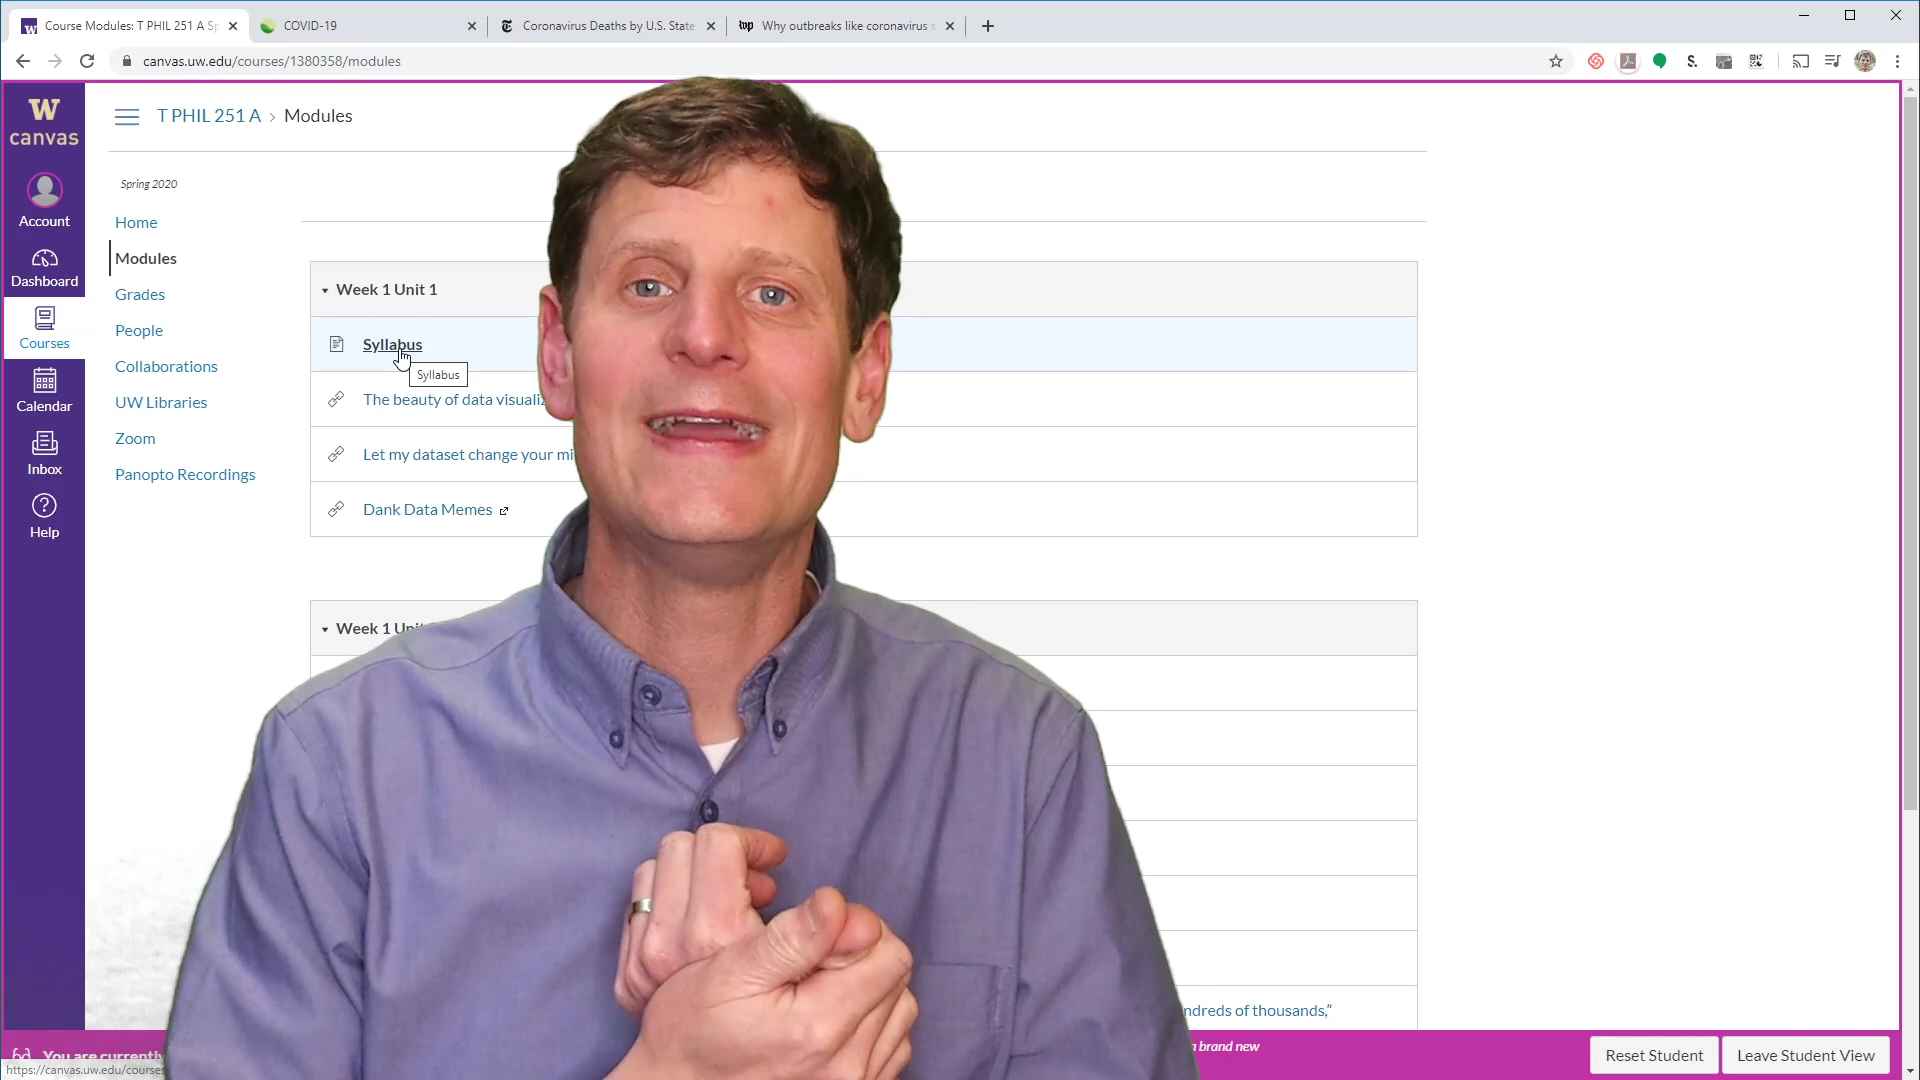 Course Modules: T PHIL 251 A Sp
COVID-19
Coronavirus Deaths by U.S. State
wp Why outbreaks like coronavirus s
canvas.uw.edu/courses/1380358/modules
W
canvas
Account
Dashboard
Courses
Calendar
Inbox
Help
T PHIL 251 A › Modules
Spring 2020
Home
Modules
Grades
People
Collaborations
UW Libraries
Zoom
Panopto Recordings
Week 1 Unit 1
Syllabus
Syllabus
The beauty of data visualiz
Let my dataset change your mi
Dank Data Memes
Week 1 Uni
ndreds of thousands,”
You are currently
a brand new
Reset Student
Leave Student View
https://canvas.uw.edu/courses